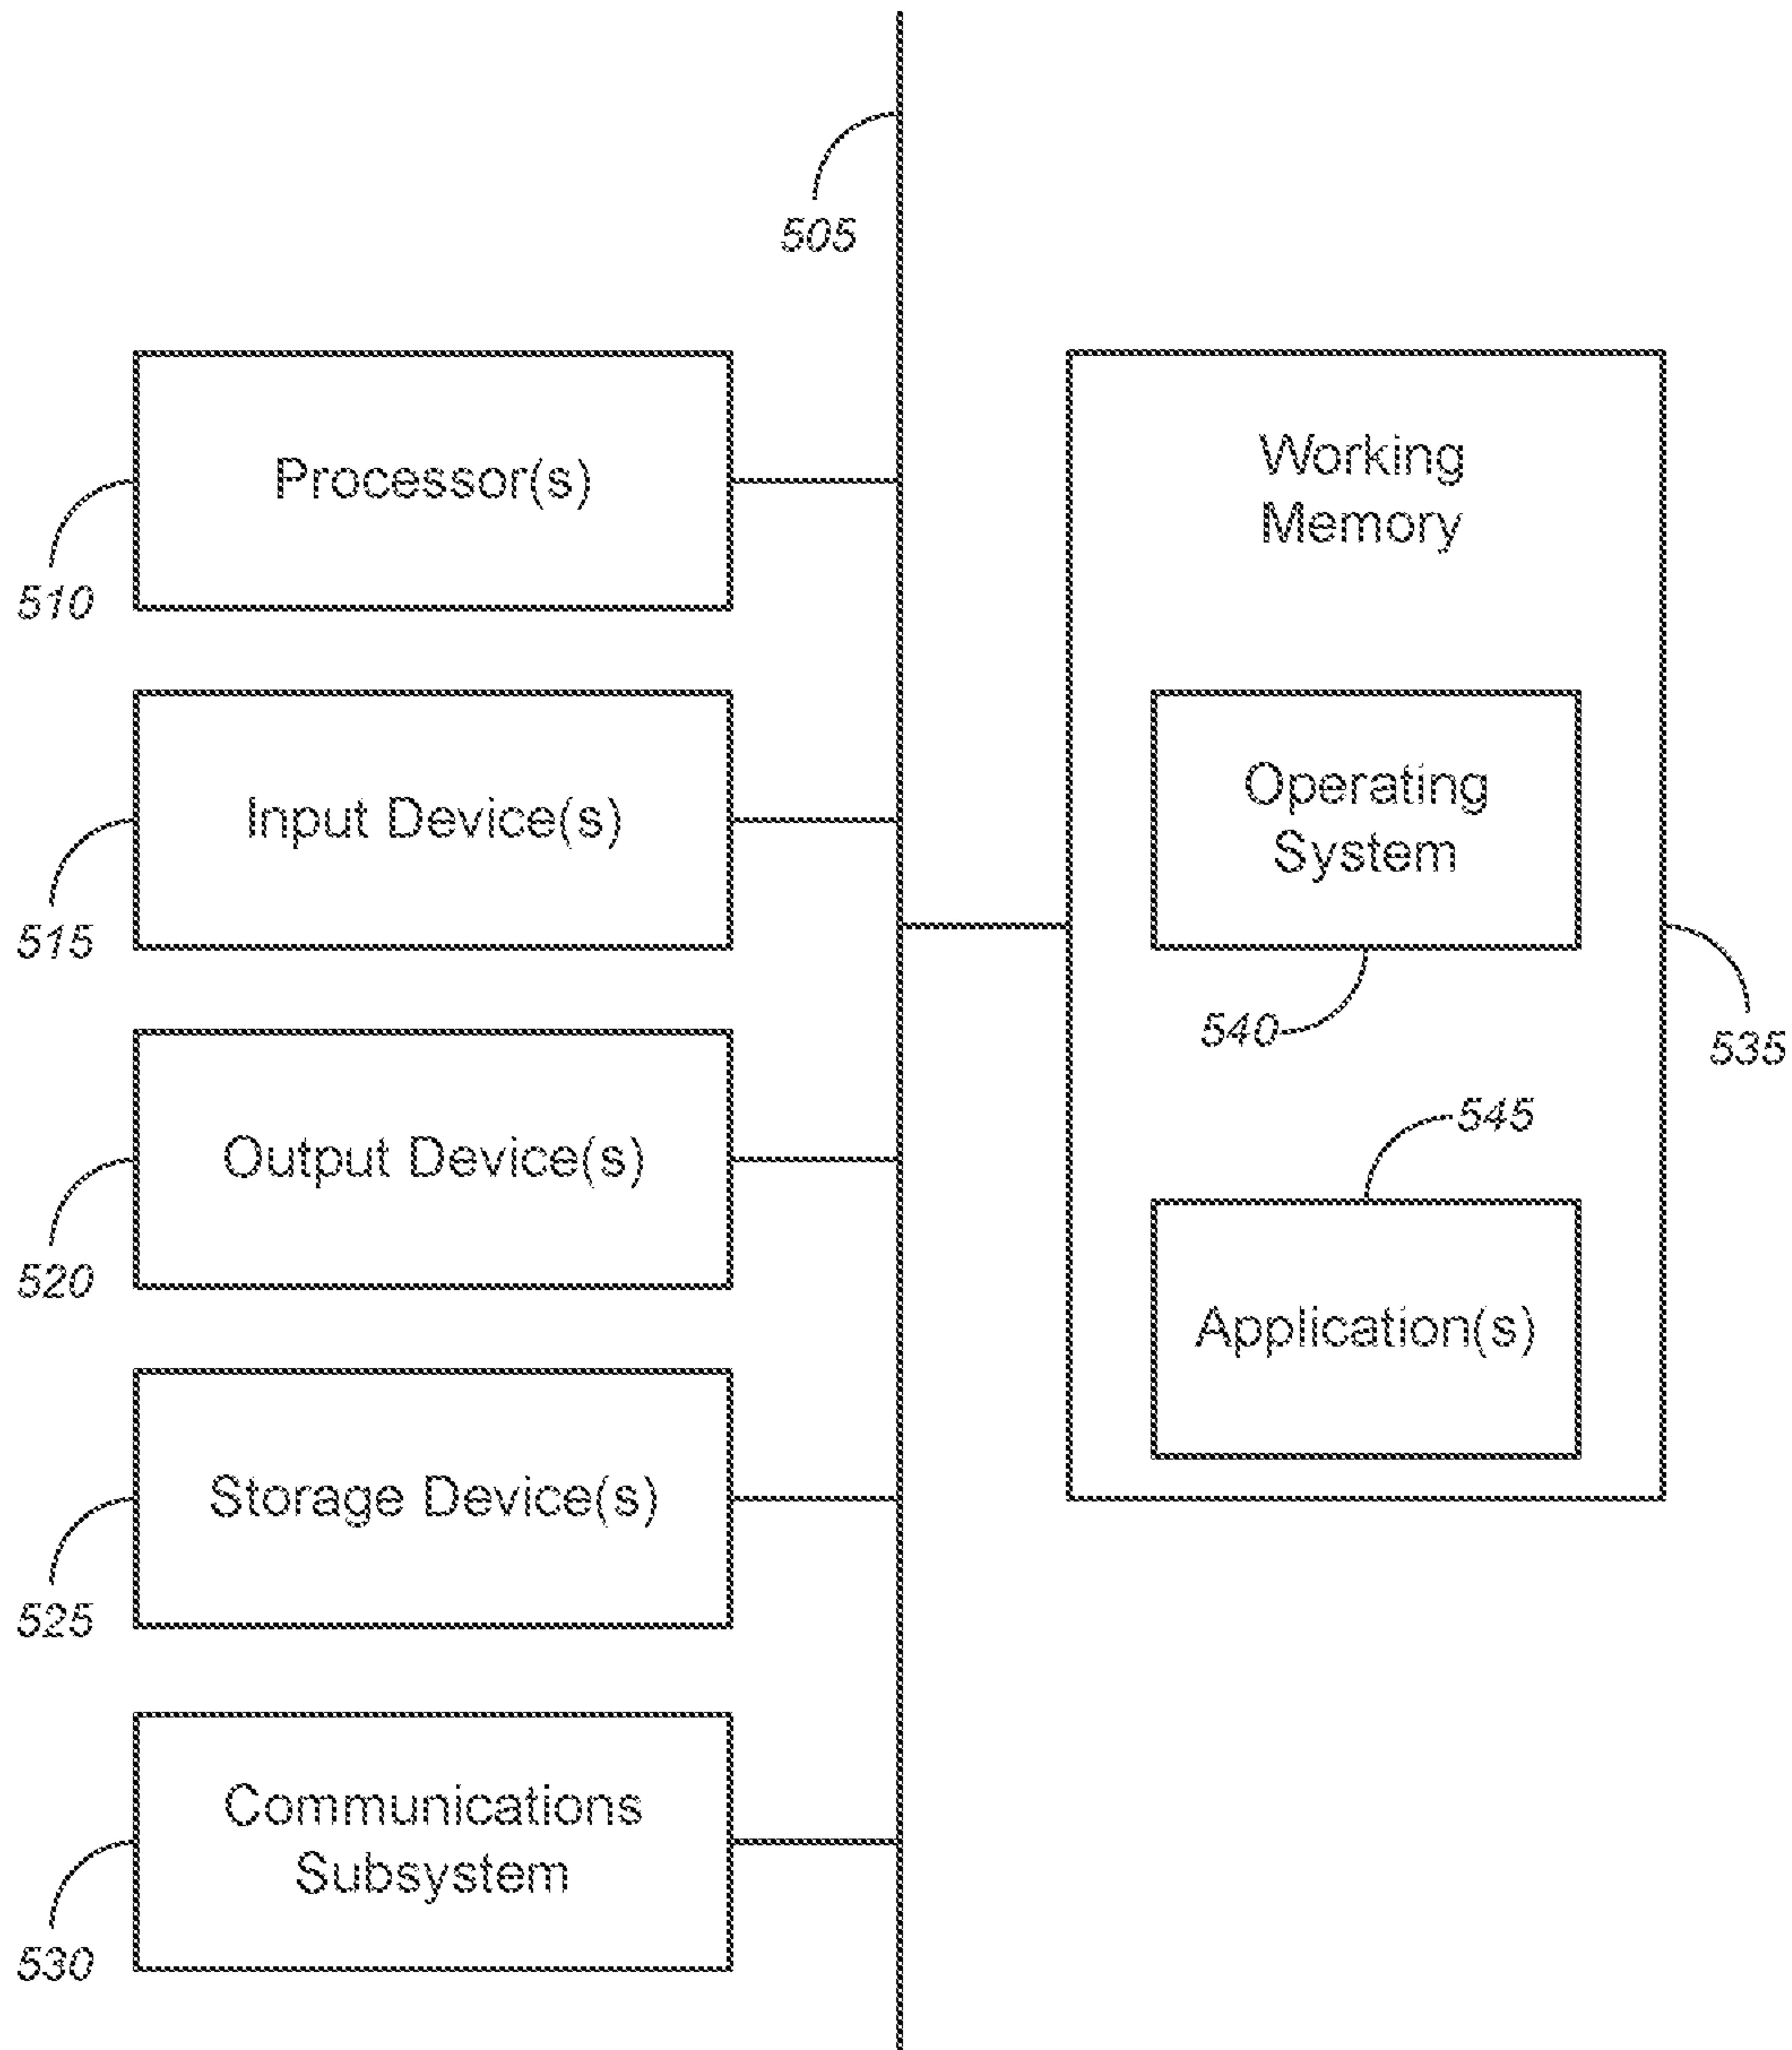 505
Processor(s)
510
Input Device(s)
515
Output Device(s)
520
Storage Device(s)
525
Communications
Subsystem
530
Working
Memory
Operating
System
540
535
545
Application(s)